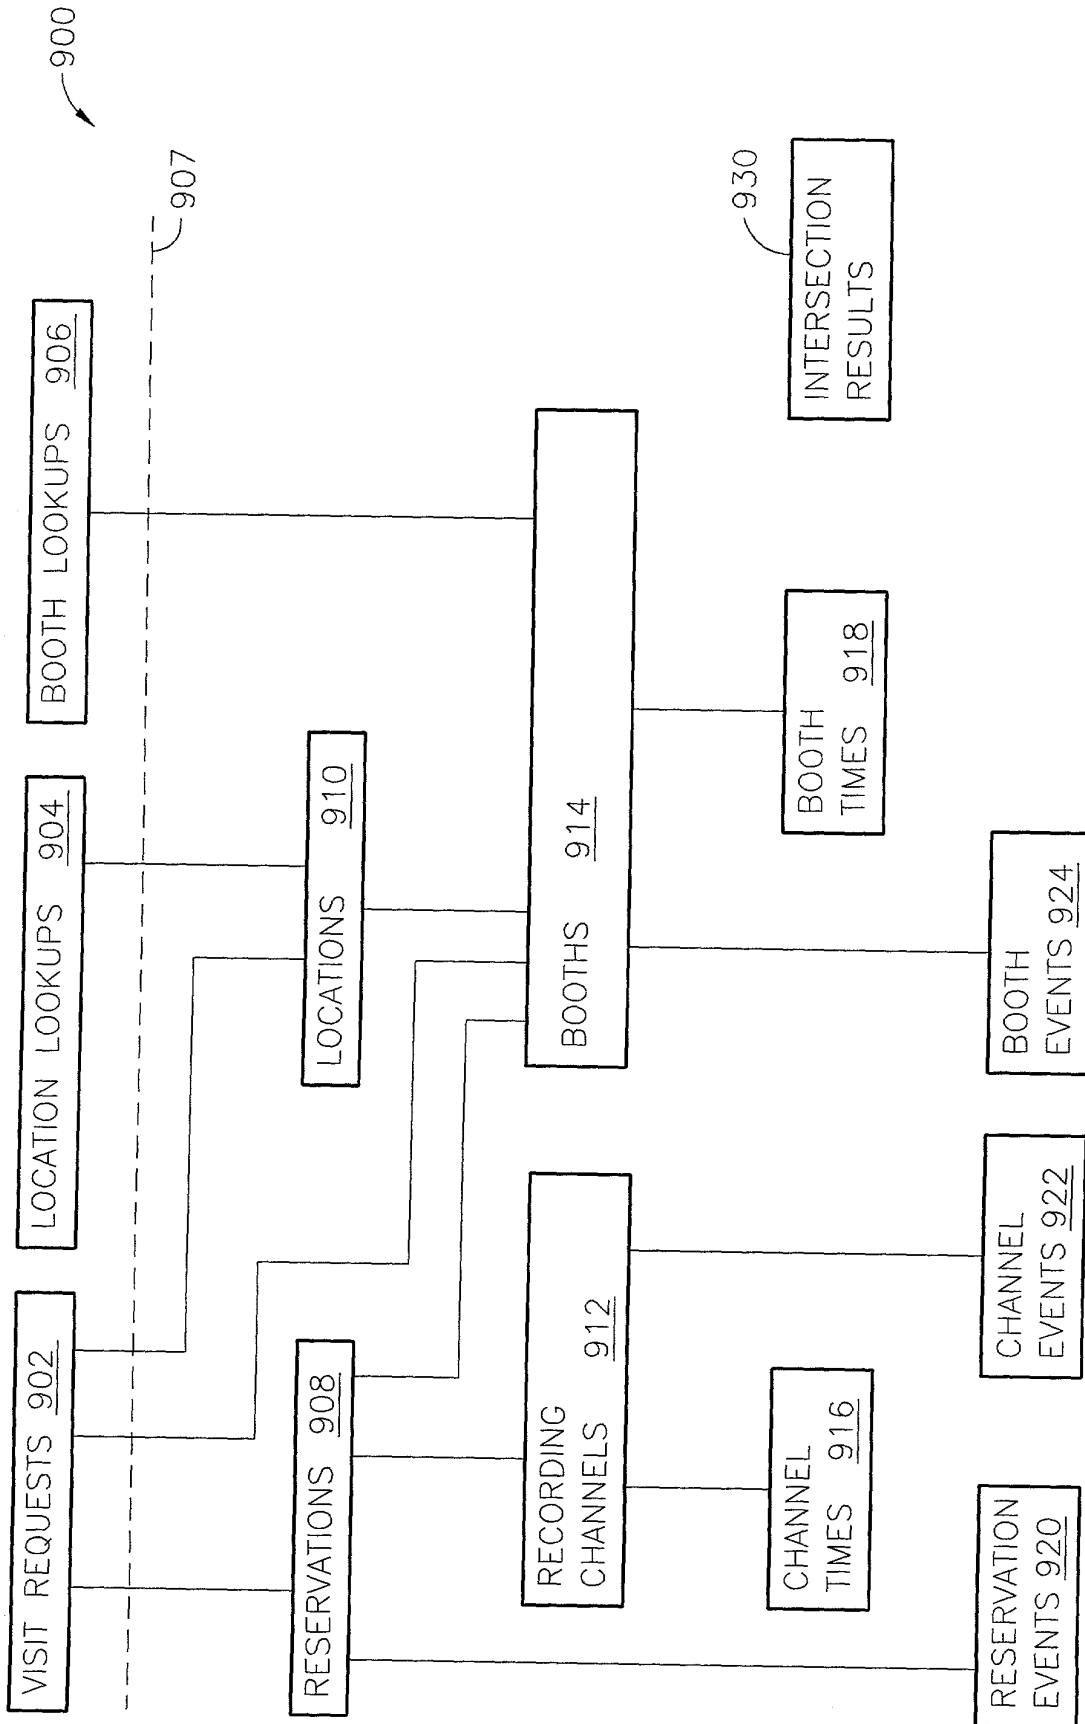 900
907
VISIT REQUESTS 902
LOCATION LOOKUPS 904
BOOTH LOOKUPS 906
RESERVATIONS 908
LOCATIONS 910
RECORDING
CHANNELS 912
BOOTHS 914
CHANNEL
TIMES 916
BOOTH
TIMES 918
930
INTERSECTION
RESULTS
RESERVATION
EVENTS 920
CHANNEL
EVENTS 922
BOOTH
EVENTS 924